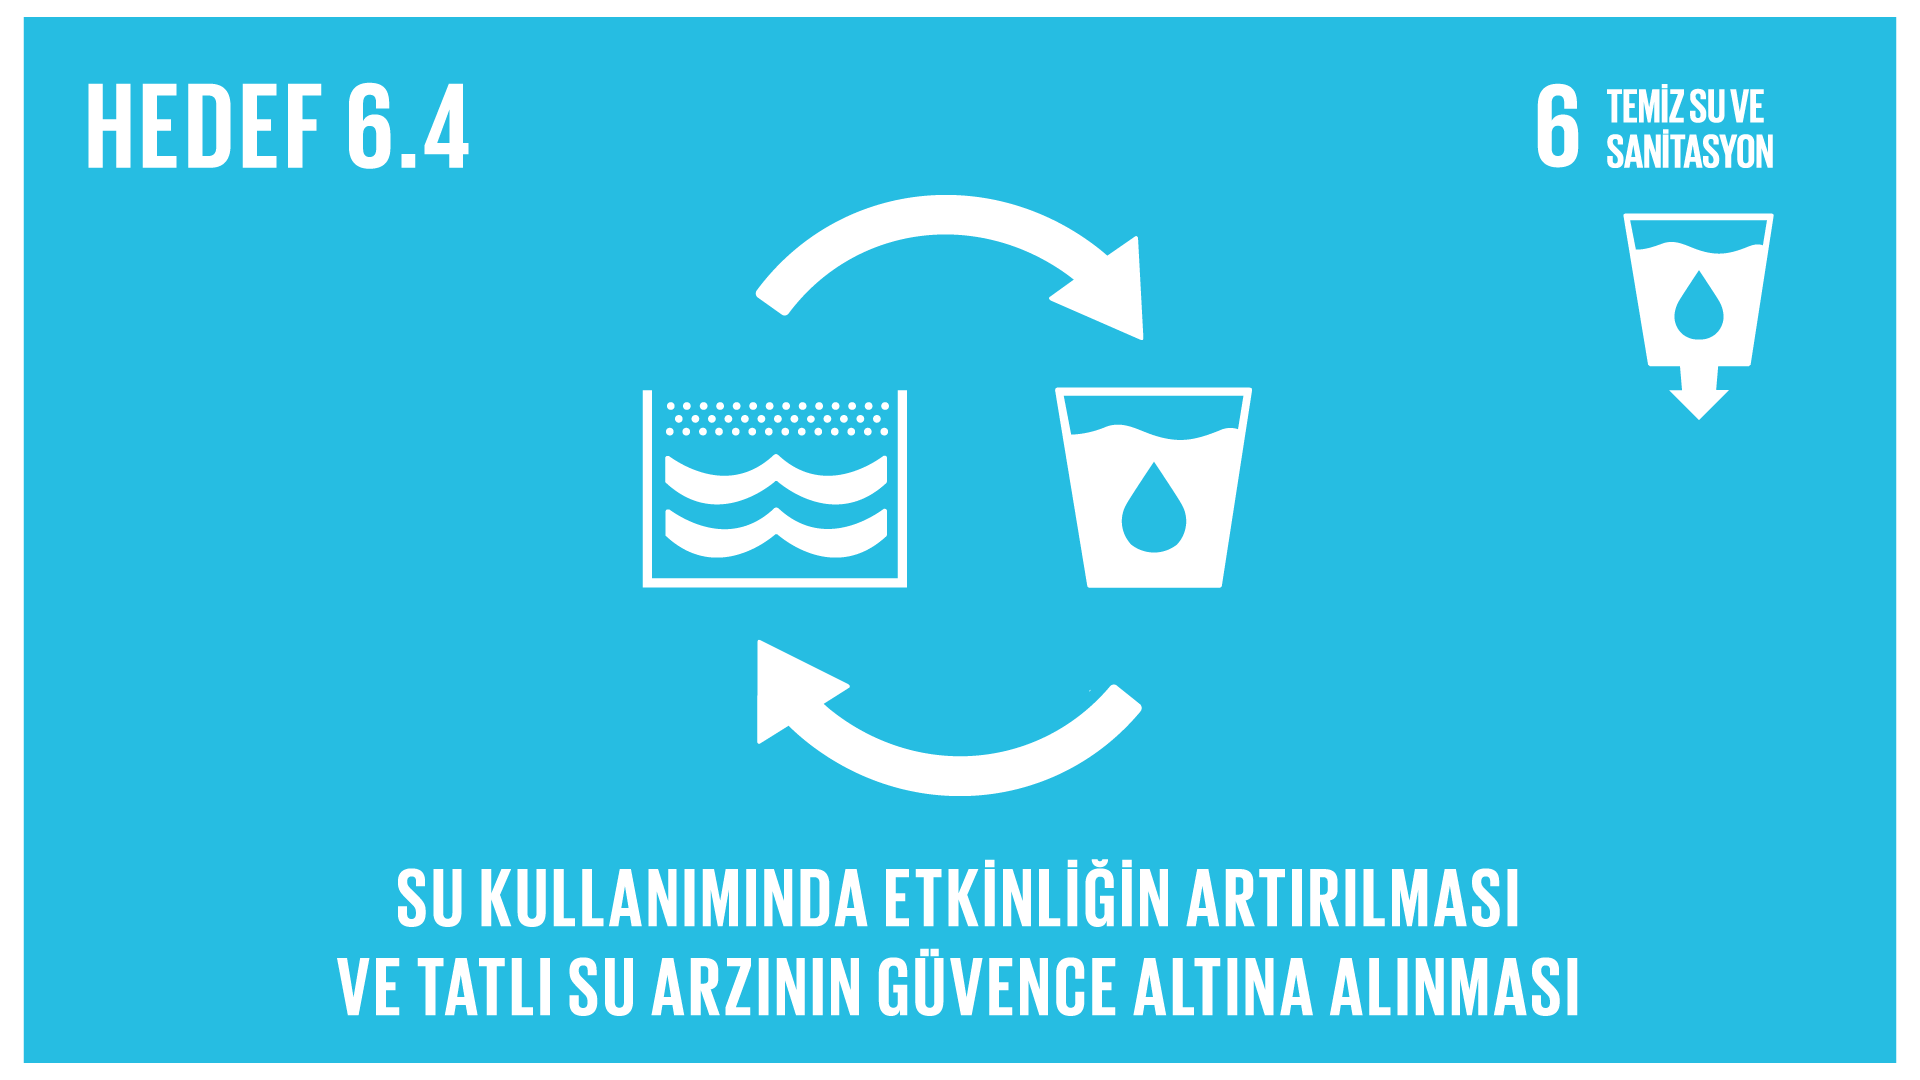 HEDEF 6.4
6 TEMİZ SU VE
SANİTASYON
SU KULLANIMINDA ETKİNLİĞİN ARTIRILMASI
VE TATLI SU ARZININ GÜVENCE ALTINA ALINMASI